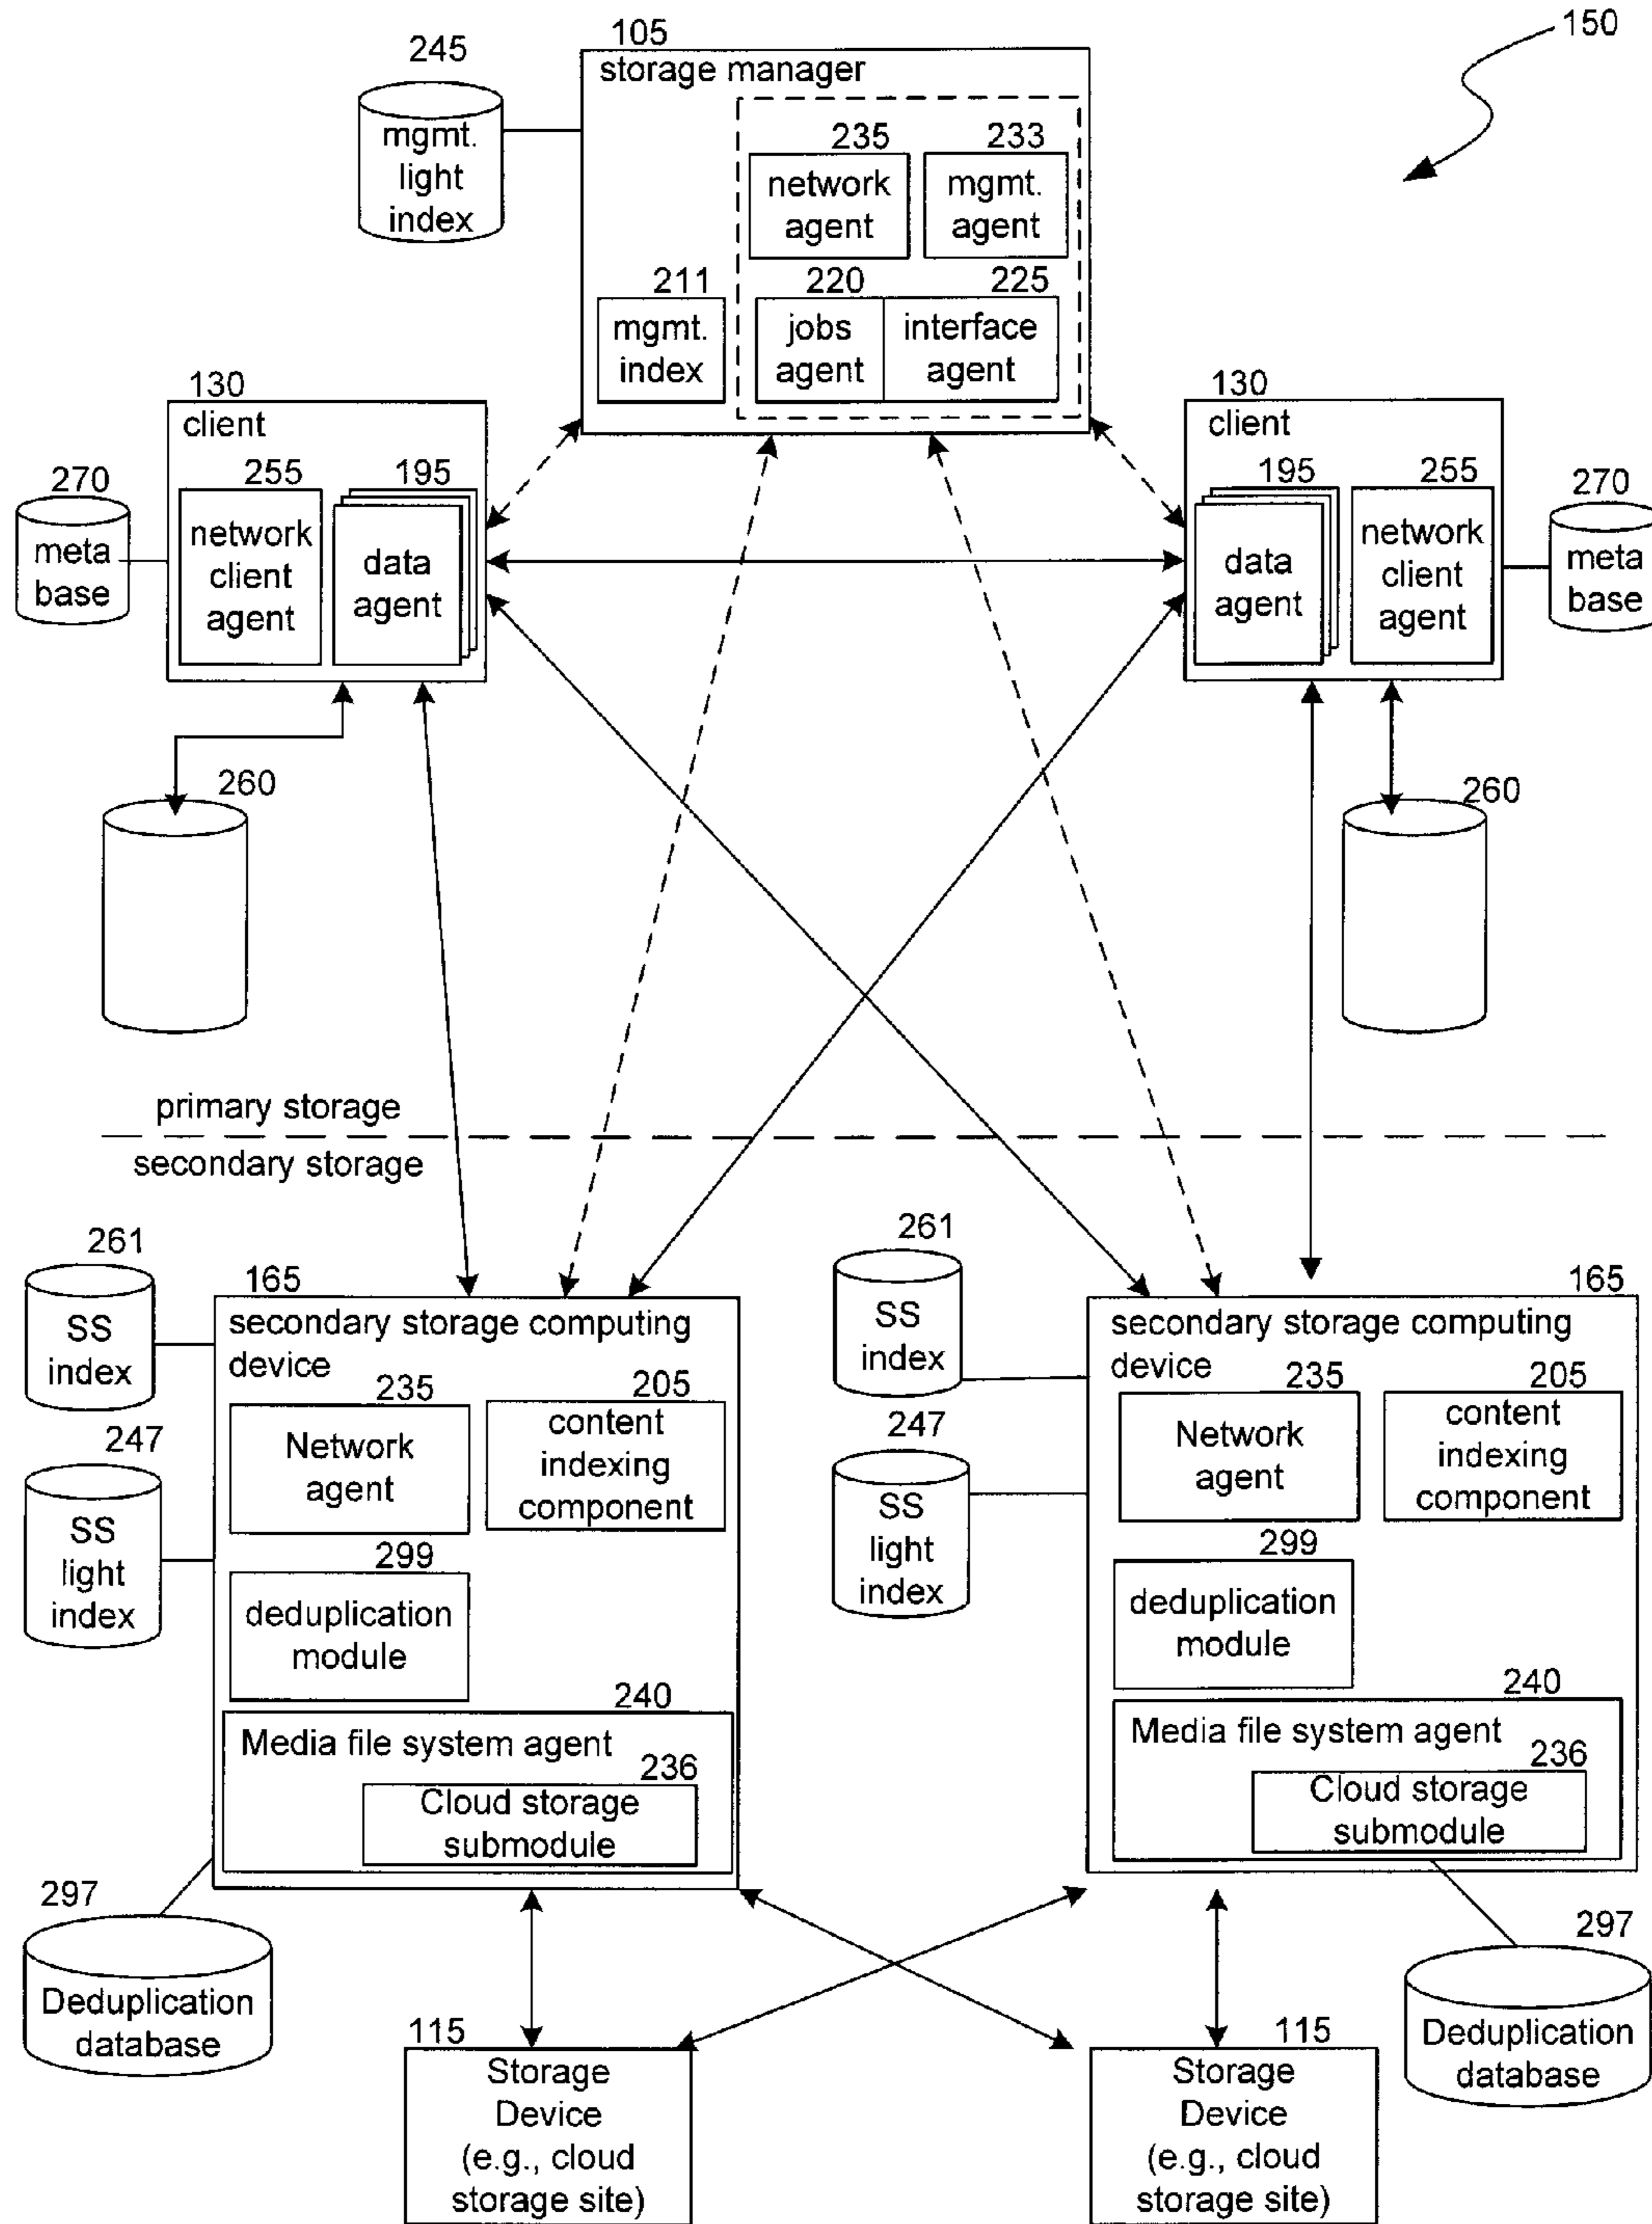 150
105
245
storage manager
mgmt.
light
index
235
233
network
agent
mgmt.
agent
211
220
225
mgmt.
index
jobs
agent
interface
agent
130
client
270
meta
base
255
network
client
agent
195
data
agent
130
client
195
data
agent
255
network
client
agent
270
meta
base
260
260
primary storage
secondary storage
261
SS
index
247
SS
light
index
165
secondary storage computing
device
235
Network
agent
205
content
indexing
component
299
deduplication
module
240
Media file system agent
236
Cloud storage
submodule
297
Deduplication
database
261
SS
index
247
SS
light
index
165
secondary storage computing
device
235
Network
agent
205
content
indexing
component
299
deduplication
module
240
Media file system agent
236
Cloud storage
submodule
297
Deduplication
database
115
Storage
Device
(e.g., cloud
storage site)
115
Storage
Device
(e.g., cloud
storage site)